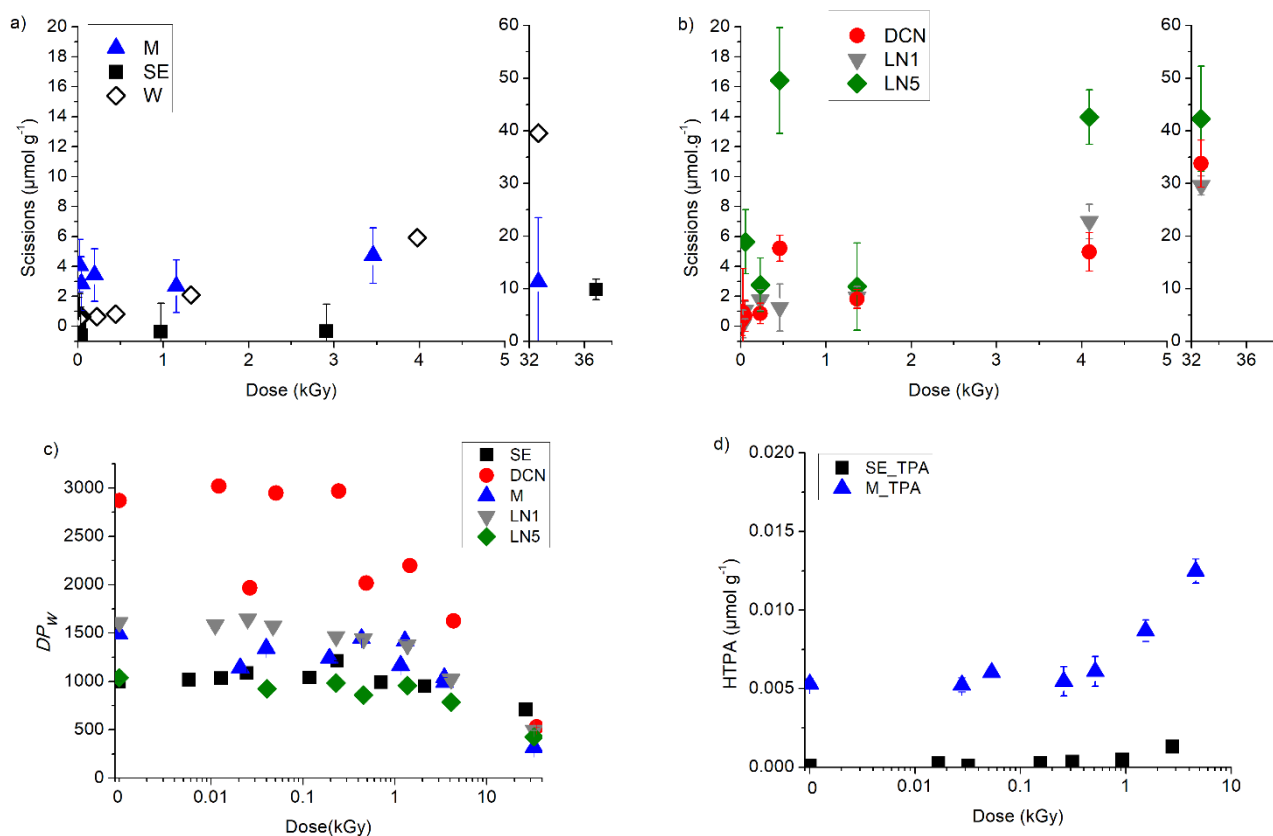 a)
M
SE
W
Scissions (µmol g⁻¹)
20
18
16
14
12
10
8
6
4
2
0
60
50
40
30
20
10
0
0 1 2 3 4 5 32 36
Dose (kGy)
b)
DCN
LN1
LN5
Scissions (µmol.g⁻¹)
20
18
16
14
12
10
8
6
4
2
0
60
50
40
30
20
10
0
0 1 2 3 4 5 32 36
Dose (kGy)
c)
SE
DCN
M
LN1
LN5
DPw
3000
2500
2000
1500
1000
500
0
0 0.01 0.1 1 10
Dose(kGy)
d)
SE_TPA
M_TPA
HTPA (µmol g⁻¹)
0.020
0.015
0.010
0.005
0.000
0 0.01 0.1 1 10
Dose (kGy)